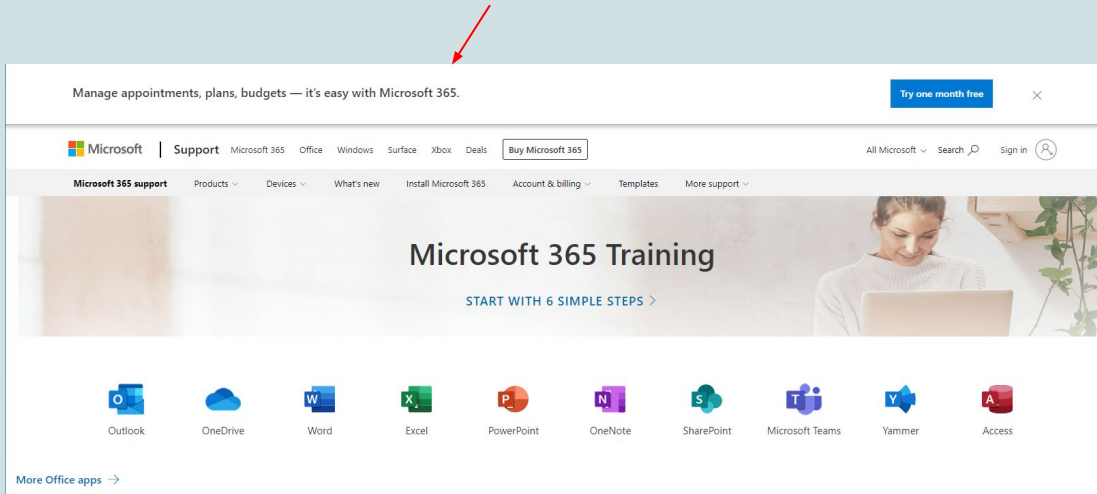 Manage appointments, plans, budgets — it's easy with Microsoft 365.
Try one month free
Microsoft
Support
Microsoft 365
Office
Windows
Surface
Xbox
Deals
Buy Microsoft 365
All Microsoft
Search
Sign in
Microsoft 365 support
Products
Devices
What's new
Install Microsoft 365
Account & billing
Templates
More support
Microsoft 365 Training
START WITH 6 SIMPLE STEPS
Outlook
OneDrive
Word
Excel
PowerPoint
OneNote
SharePoint
Microsoft Teams
Yammer
Access
More Office apps